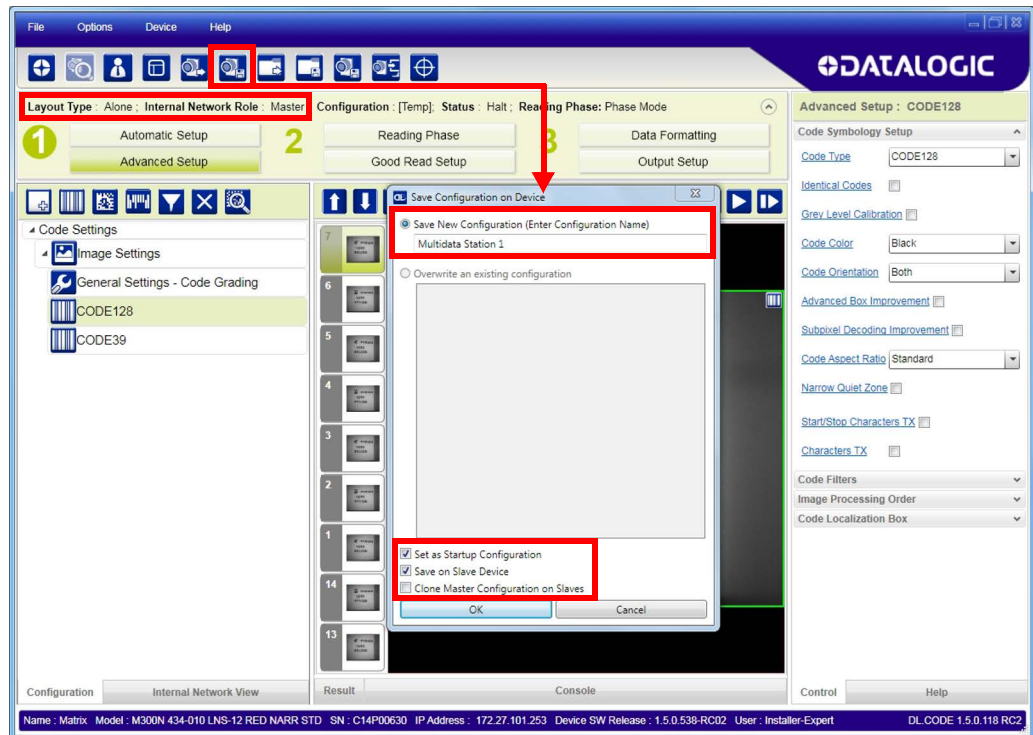 File Options Device Help
DATALOGIC
Layout Type : Alone ; Internal Network Role : Master Configuration : [Temp]; Status : Halt ; Reading Phase: Phase Mode
1 Automatic Setup 2 Reading Phase 3 Data Formatting
Advanced Setup Good Read Setup Output Setup
Code Settings
Image Settings
General Settings - Code Grading
CODE128
CODE39
7
6
5
4
3
2
1
14
13
Save Configuration on Device
Save New Configuration (Enter Configuration Name)
Multidata Station 1
Overwrite an existing configuration
Set as Startup Configuration
Save on Slave Device
Clone Master Configuration on Slaves
OK Cancel
Advanced Setup : CODE128
Code Symbology Setup
Code Type CODE128
Identical Codes
Grey Level Calibration
Code Color Black
Code Orientation Both
Advanced Box Improvement
Subpixel Decoding Improvement
Code Aspect Ratio Standard
Narrow Quiet Zone
Start/Stop Characters TX
Characters TX
Code Filters
Image Processing Order
Code Localization Box
Configuration Internal Network View Result Console Control Help
Name : Matrix Model : M300N 434-010 LNS-12 RED NARR STD SN : C14P00630 IP Address : 172.27.101.253 Device SW Release : 1.5.0.538-RC02 User : Installer-Expert DL.CODE 1.5.0.118 RC2